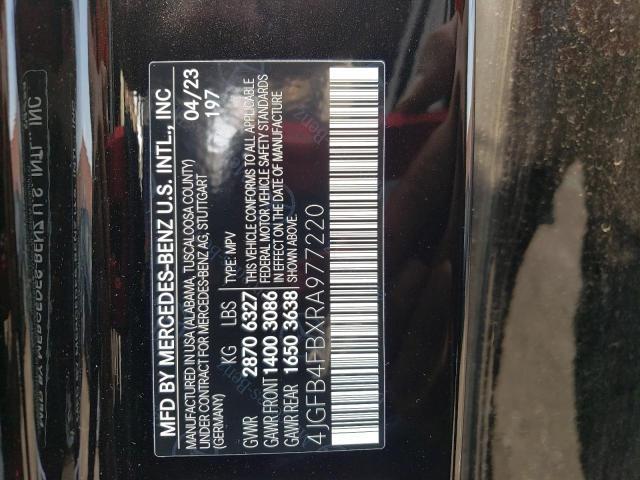 MFD BY MERCEDES-BENZ U.S. INTL., INC
MANUFACTURED IN USA (ALABAMA, TUSCALOOSA COUNTY)
UNDER CONTRACT FOR MERCEDES-BENZ AG, STUTTGART
(GERMANY)
04/23
197
KG LBS TYPE: MPV
GVWR 2870 6327
GAWR FRONT 1400 3086
GAWR REAR 1650 3638
THIS VEHICLE CONFORMS TO ALL APPLICABLE
FEDERAL MOTOR VEHICLE SAFETY STANDARDS
IN EFFECT ON THE DATE OF MANUFACTURE
SHOWN ABOVE.
4JGFB4FBXRA977220